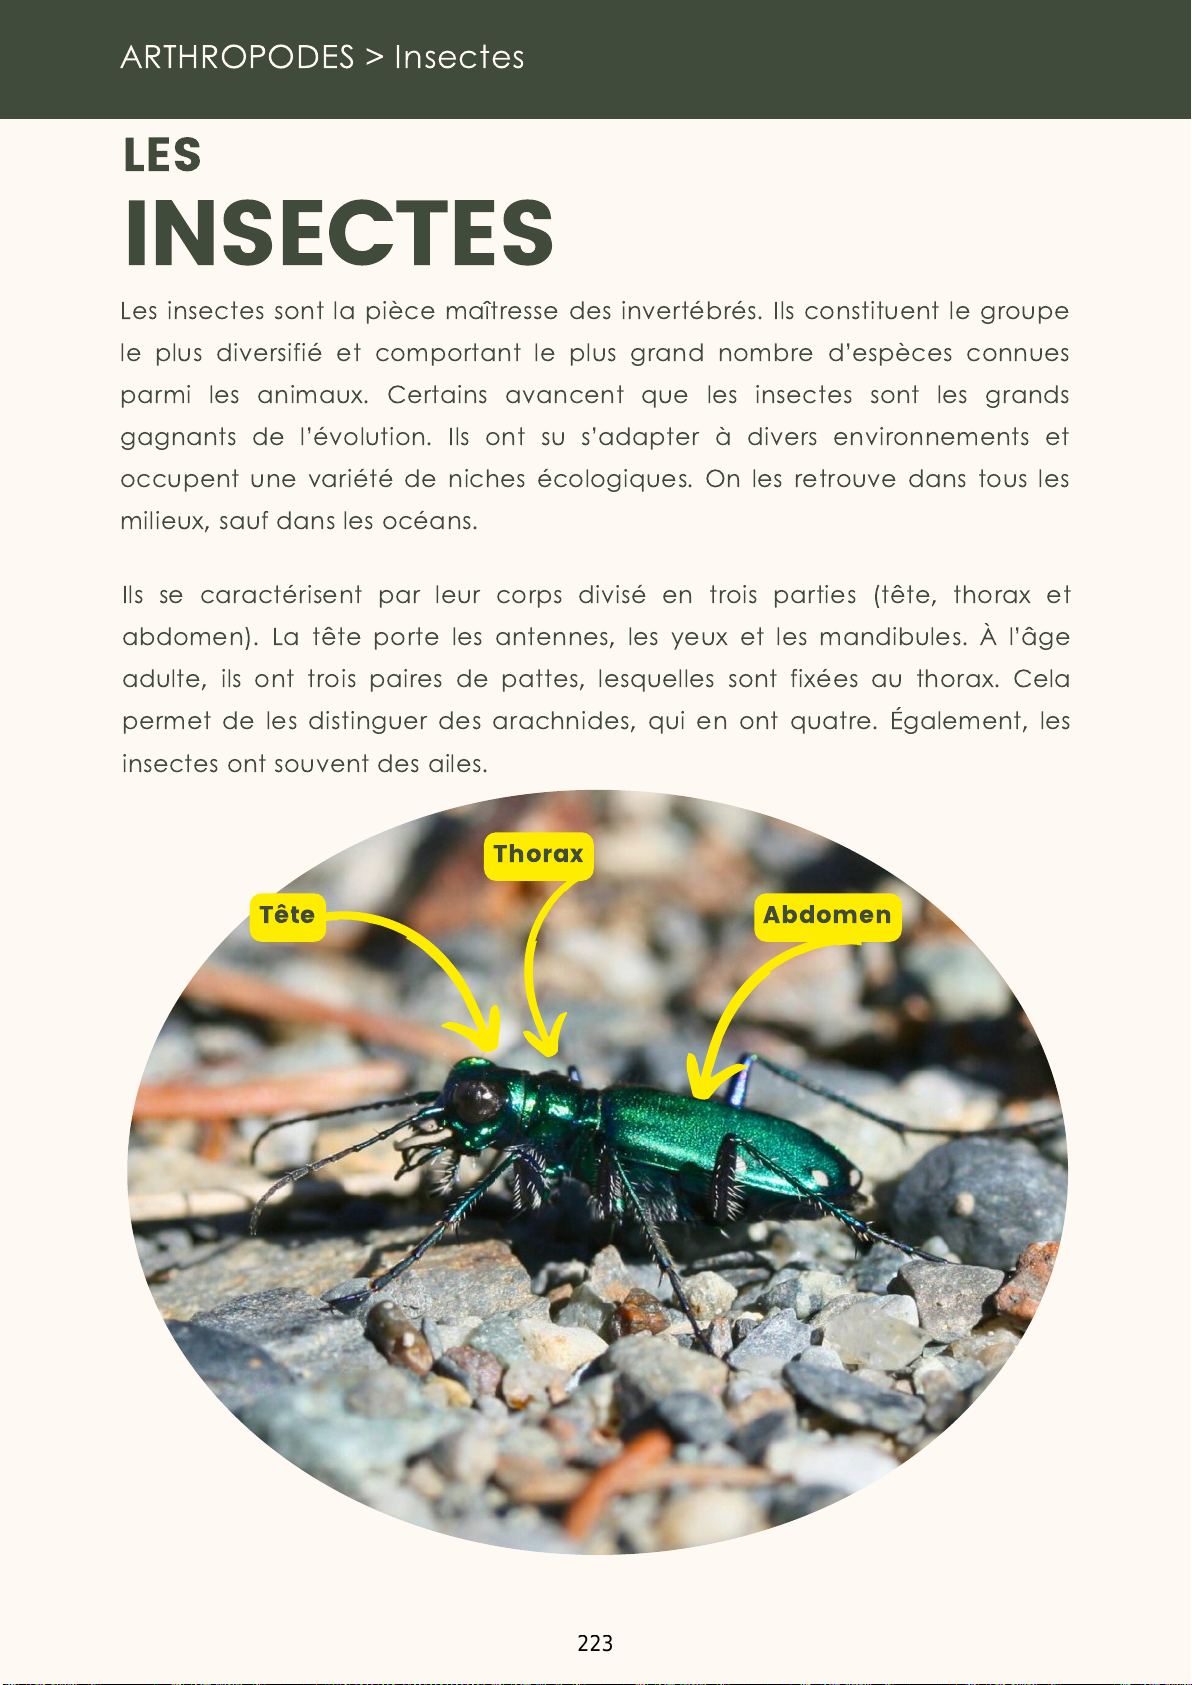 ARTHROPODES > Insectes
LES
INSECTES
Les insectes sont la pièce maîtresse des invertébrés. Ils constituent le groupe
le plus diversifié et comportant le plus grand nombre d’espèces connues
parmi les animaux. Certains avancent que les insectes sont les grands
gagnants de l’évolution. Ils ont su s’adapter à divers environnements et
occupent une variété de niches écologiques. On les retrouve dans tous les
milieux, sauf dans les océans.
Ils se caractérisent par leur corps divisé en trois parties (tête, thorax et
abdomen). La tête porte les antennes, les yeux et les mandibules. À l’âge
adulte, ils ont trois paires de pattes, lesquelles sont fixées au thorax. Cela
permet de les distinguer des arachnides, qui en ont quatre. Également, les
insectes ont souvent des ailes.
Thorax
Tête
Abdomen
223